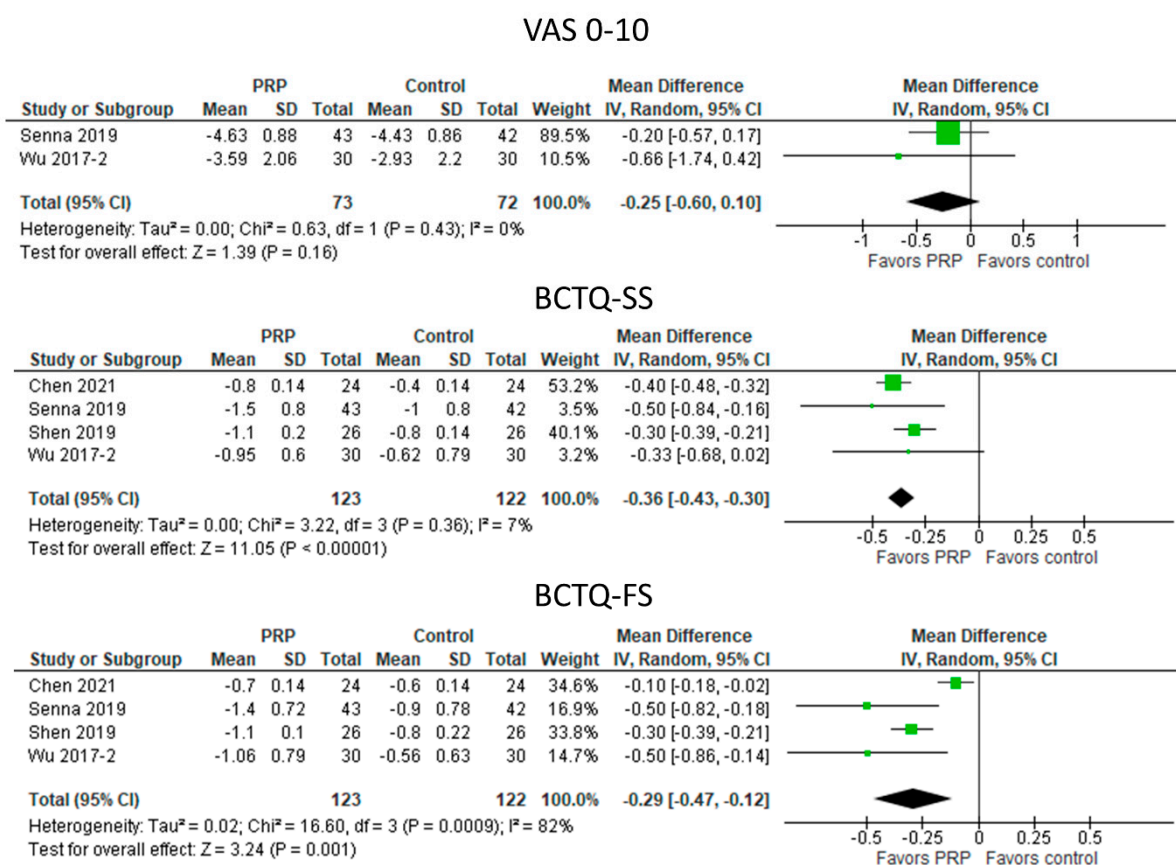 VAS 0-10
PRP Control Mean Difference Mean Difference
Study or Subgroup Mean SD Total Mean SD Total Weight IV, Random, 95% CI IV, Random, 95% CI
Senna 2019 -4.63 0.88 43 -4.43 0.86 42 89.5% -0.20 [-0.57, 0.17]
Wu 2017-2 -3.59 2.06 30 -2.93 2.2 30 10.5% -0.66 [-1.74, 0.42]
Total (95% CI) 73 72 100.0% -0.25 [-0.60, 0.10]
Heterogeneity: Tau² = 0.00; Chi² = 0.63, df = 1 (P = 0.43); I² = 0%
Test for overall effect: Z = 1.39 (P = 0.16)
-1 -0.5 0 0.5 1
Favors PRP Favors control
BCTQ-SS
PRP Control Mean Difference Mean Difference
Study or Subgroup Mean SD Total Mean SD Total Weight IV, Random, 95% CI IV, Random, 95% CI
Chen 2021 -0.8 0.14 24 -0.4 0.14 24 53.2% -0.40 [-0.48, -0.32]
Senna 2019 -1.5 0.8 43 -1 0.8 42 3.5% -0.50 [-0.84, -0.16]
Shen 2019 -1.1 0.2 26 -0.8 0.14 26 40.1% -0.30 [-0.39, -0.21]
Wu 2017-2 -0.95 0.6 30 -0.62 0.79 30 3.2% -0.33 [-0.68, 0.02]
Total (95% CI) 123 122 100.0% -0.36 [-0.43, -0.30]
Heterogeneity: Tau² = 0.00; Chi² = 3.22, df = 3 (P = 0.36); I² = 7%
Test for overall effect: Z = 11.05 (P < 0.00001)
-0.5 -0.25 0 0.25 0.5
Favors PRP Favors control
BCTQ-FS
PRP Control Mean Difference Mean Difference
Study or Subgroup Mean SD Total Mean SD Total Weight IV, Random, 95% CI IV, Random, 95% CI
Chen 2021 -0.7 0.14 24 -0.6 0.14 24 34.6% -0.10 [-0.18, -0.02]
Senna 2019 -1.4 0.72 43 -0.9 0.78 42 16.9% -0.50 [-0.82, -0.18]
Shen 2019 -1.1 0.1 26 -0.8 0.22 26 33.8% -0.30 [-0.39, -0.21]
Wu 2017-2 -1.06 0.79 30 -0.56 0.63 30 14.7% -0.50 [-0.86, -0.14]
Total (95% CI) 123 122 100.0% -0.29 [-0.47, -0.12]
Heterogeneity: Tau² = 0.02; Chi² = 16.60, df = 3 (P = 0.0009); I² = 82%
Test for overall effect: Z = 3.24 (P = 0.001)
-0.5 -0.25 0 0.25 0.5
Favors PRP Favors control